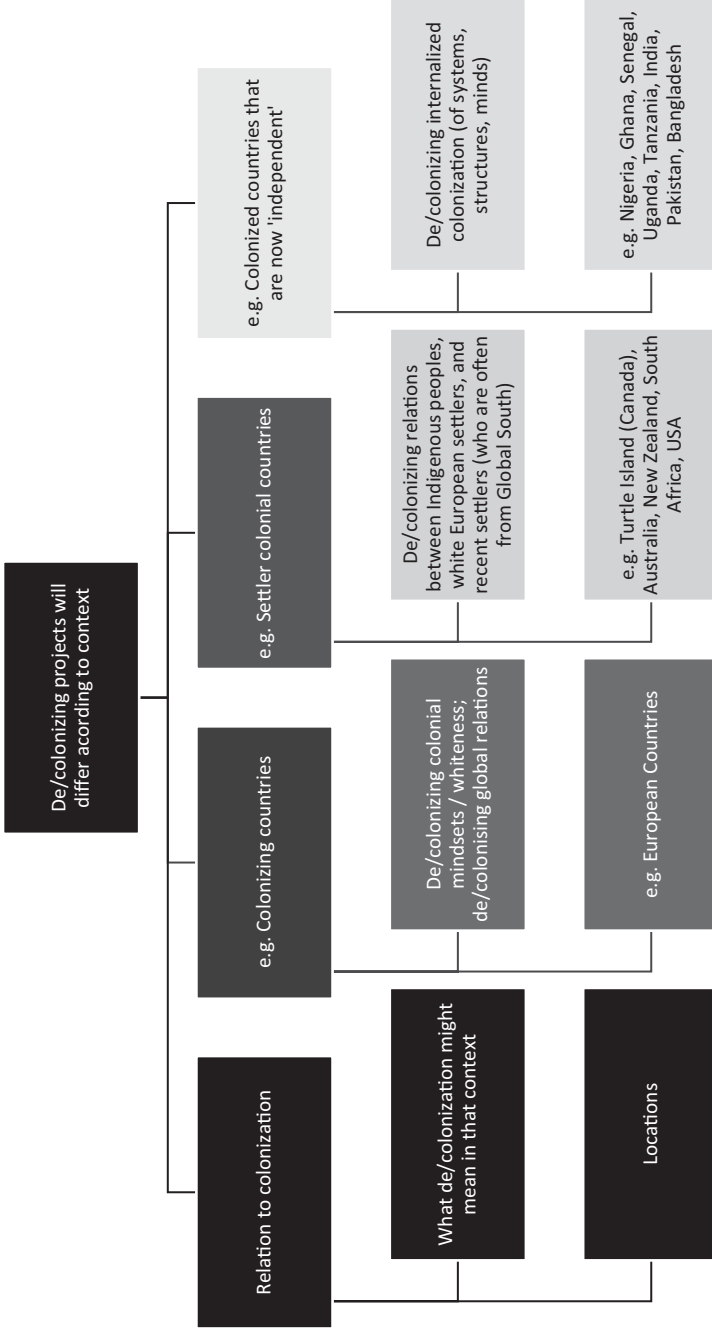 De/colonizing projects will
differ acording to context
Relation to colonization
What de/colonization might
mean in that context
Locations
e.g. Colonizing countries
De/colonizing colonial
mindsets / whiteness;
de/colonising global relations
e.g. European Countries
e.g. Settler colonial countries
De/colonizing relations
between Indigenous peoples,
white European settlers, and
recent settlers (who are often
from Global South)
e.g. Turtle Island (Canada),
Australia, New Zealand, South
Africa, USA
e.g. Colonized countries that
are now 'independent'
De/colonizing internalized
colonization (of systems,
structures, minds)
e.g. Nigeria, Ghana, Senegal,
Uganda, Tanzania, India,
Pakistan, Bangladesh